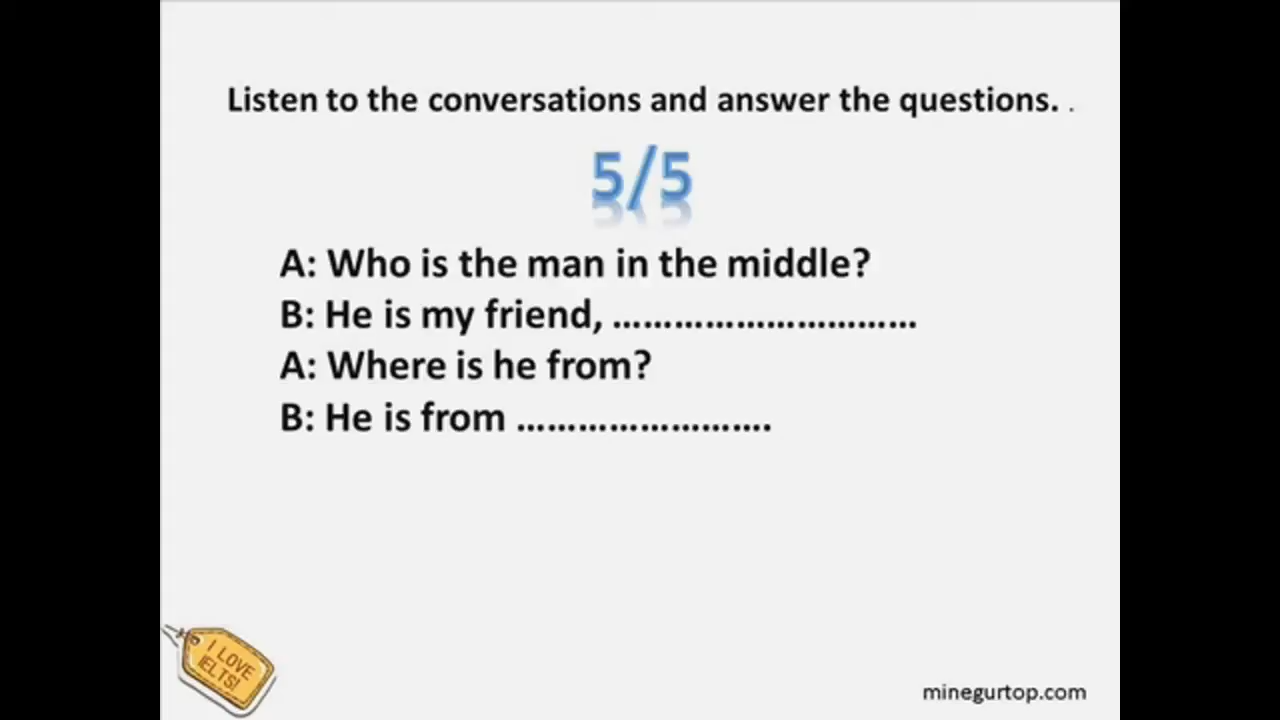 Listen to the conversations and answer the questions. .
5/5
A: Who is the man in the middle?
B: He is my friend, ..............................
A: Where is he from?
B: He is from .........................
I LOVE
IELTS!
minegurtop.com